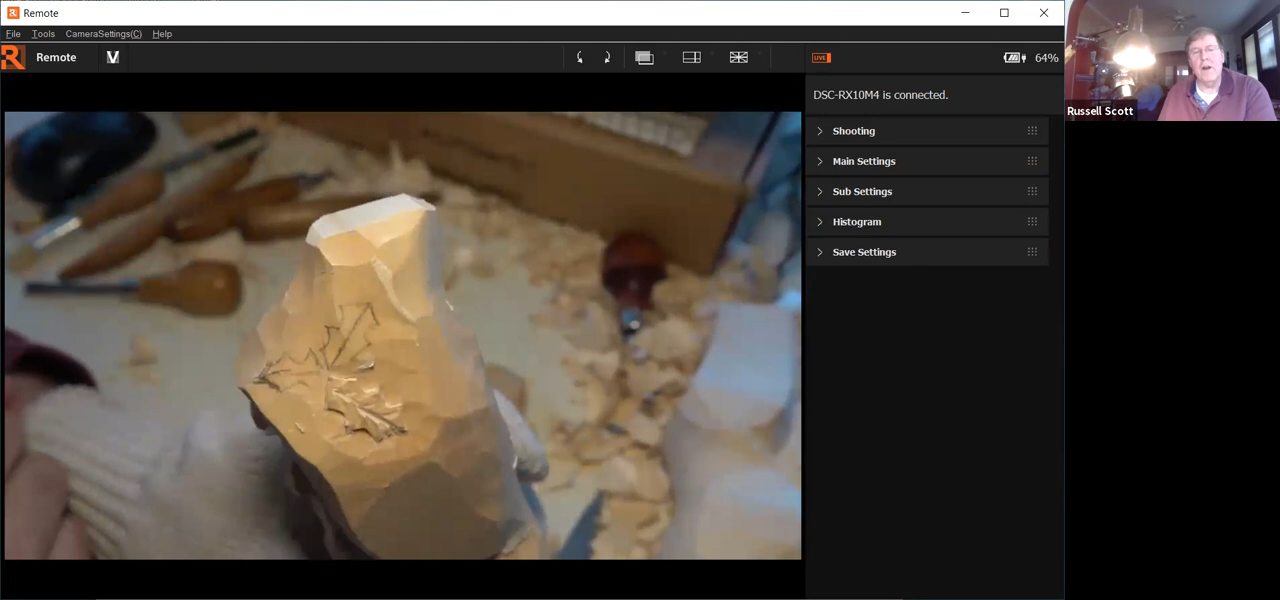 Remote
File Tools CameraSettings(C) Help
Remote
LIVE 64%
DSC-RX10M4 is connected.
Shooting
Main Settings
Sub Settings
Histogram
Save Settings
Russell Scott